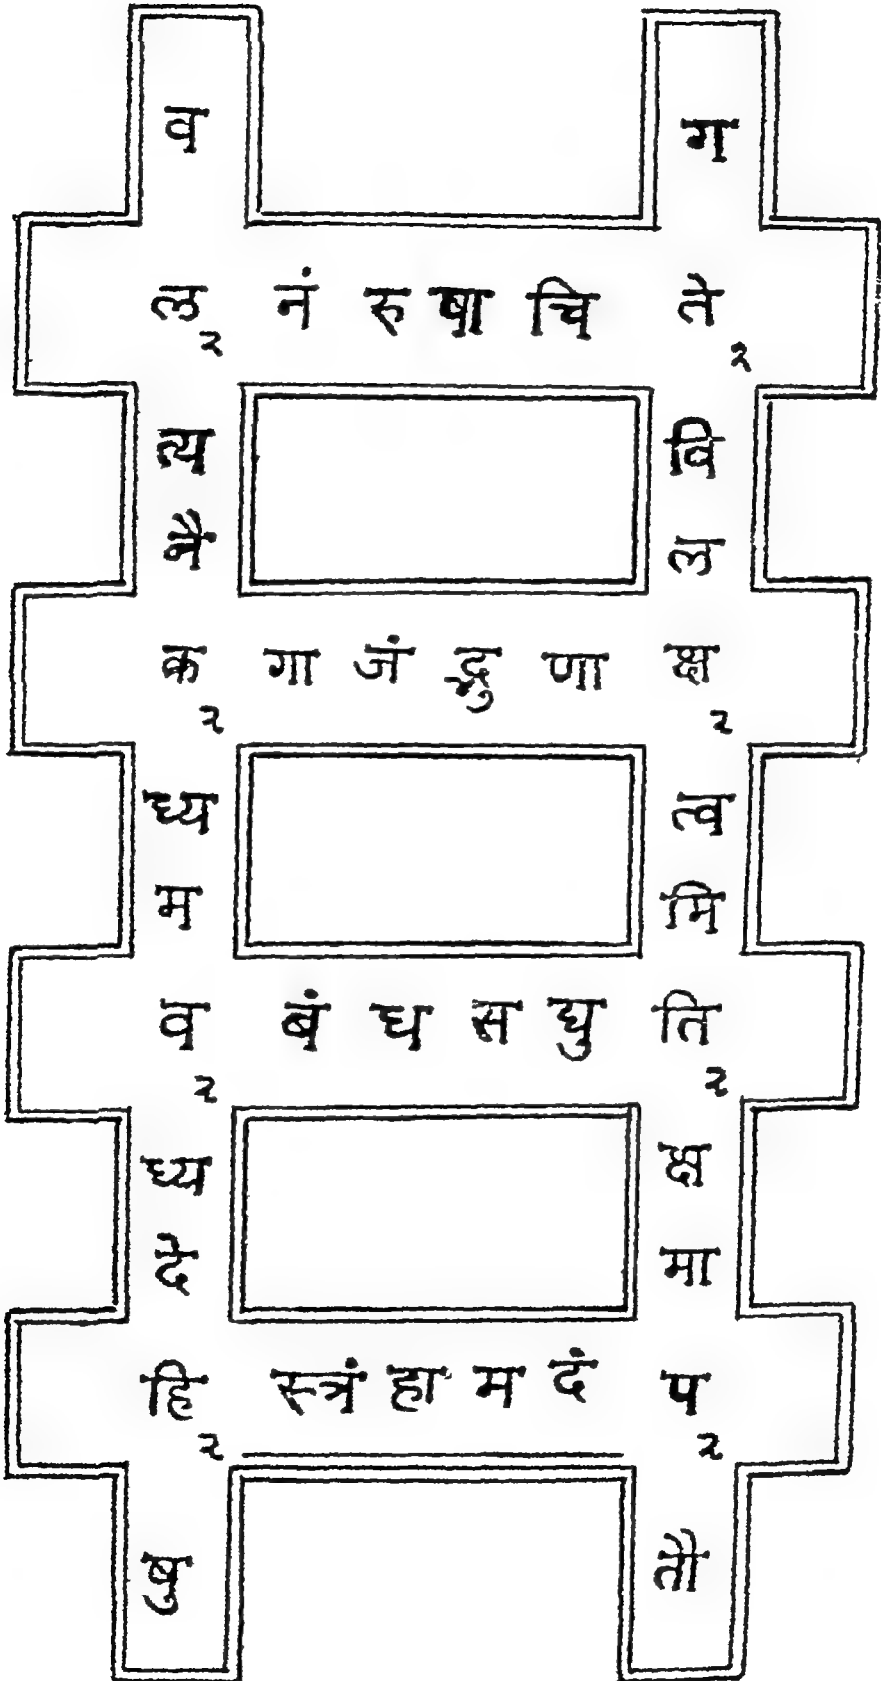 व ग
ल२ नं रु षा चि ते२
त्य वि
जै ल
क२ गा जं द्गु णा क्ष२
ध्य त्व
म मि
व२ बं ध स द्यु ति२
ध्य क्ष
दे मा
हि२ स्त्रं हा म दं प२
षु तौ